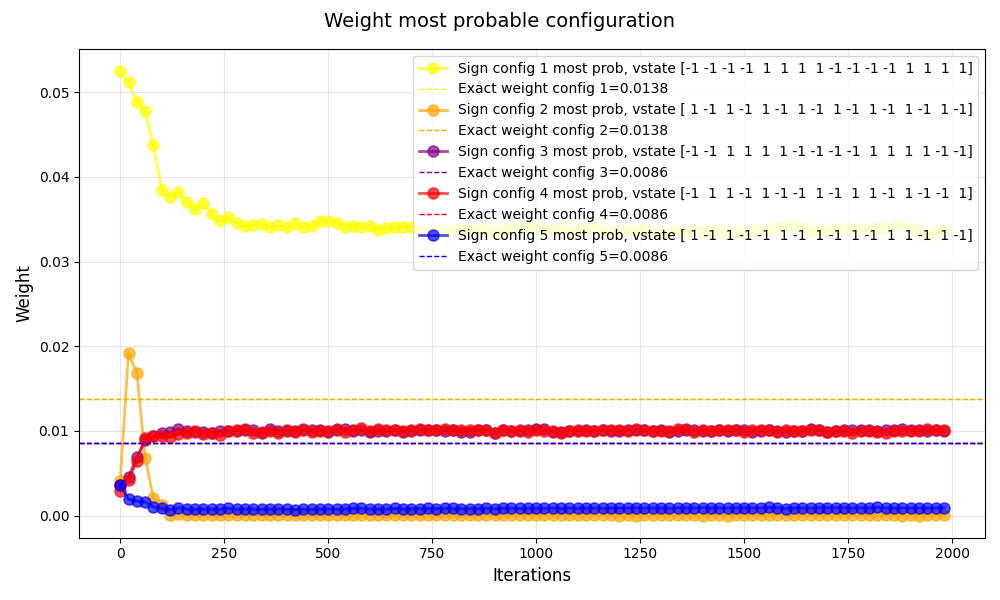 Weight most probable configuration
Weight
0.05
0.04
0.03
0.02
0.01
0.00
Sign config 1 most prob, vstate [-1 -1 -1 -1  1  1  1  1 -1 -1 -1 -1  1  1  1  1]
Exact weight config 1=0.0138
Sign config 2 most prob, vstate [ 1 -1  1 -1  1 -1  1 -1  1 -1  1 -1  1 -1  1 -1]
Exact weight config 2=0.0138
Sign config 3 most prob, vstate [-1 -1  1  1  1  1 -1 -1 -1 -1  1  1  1  1 -1 -1]
Exact weight config 3=0.0086
Sign config 4 most prob, vstate [-1  1  1 -1  1 -1 -1  1 -1  1  1 -1  1 -1 -1  1]
Exact weight config 4=0.0086
Sign config 5 most prob, vstate [ 1 -1  1 -1 -1  1 -1  1 -1  1 -1  1  1 -1  1 -1]
Exact weight config 5=0.0086
0 250 500 750 1000 1250 1500 1750 2000
Iterations